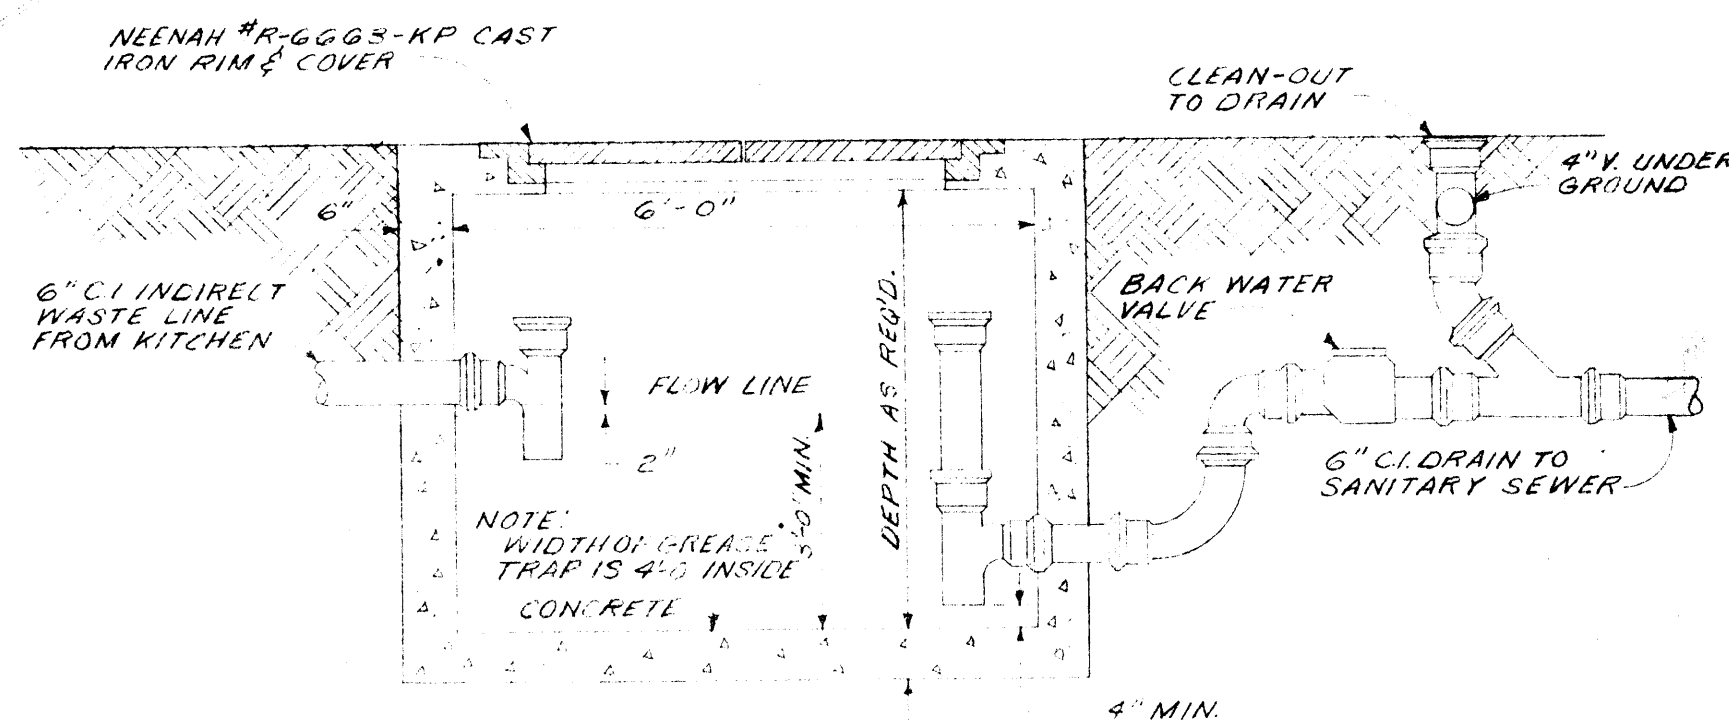 NEENAH #R-6663-KP CAST
IRON RIM & COVER
CLEAN-OUT
TO DRAIN
4" V. UNDER
GROUND
6"
6'-0"
6" C.I INDIRECT
WASTE LINE
FROM KITCHEN
BACK WATER
VALVE
DEPTH AS REQ'D.
FLOW LINE
2"
3'-0" MIN.
6" C.I. DRAIN TO
SANITARY SEWER
NOTE:
WIDTH OF GREASE
TRAP IS 4'-0 INSIDE
CONCRETE
4" MIN.